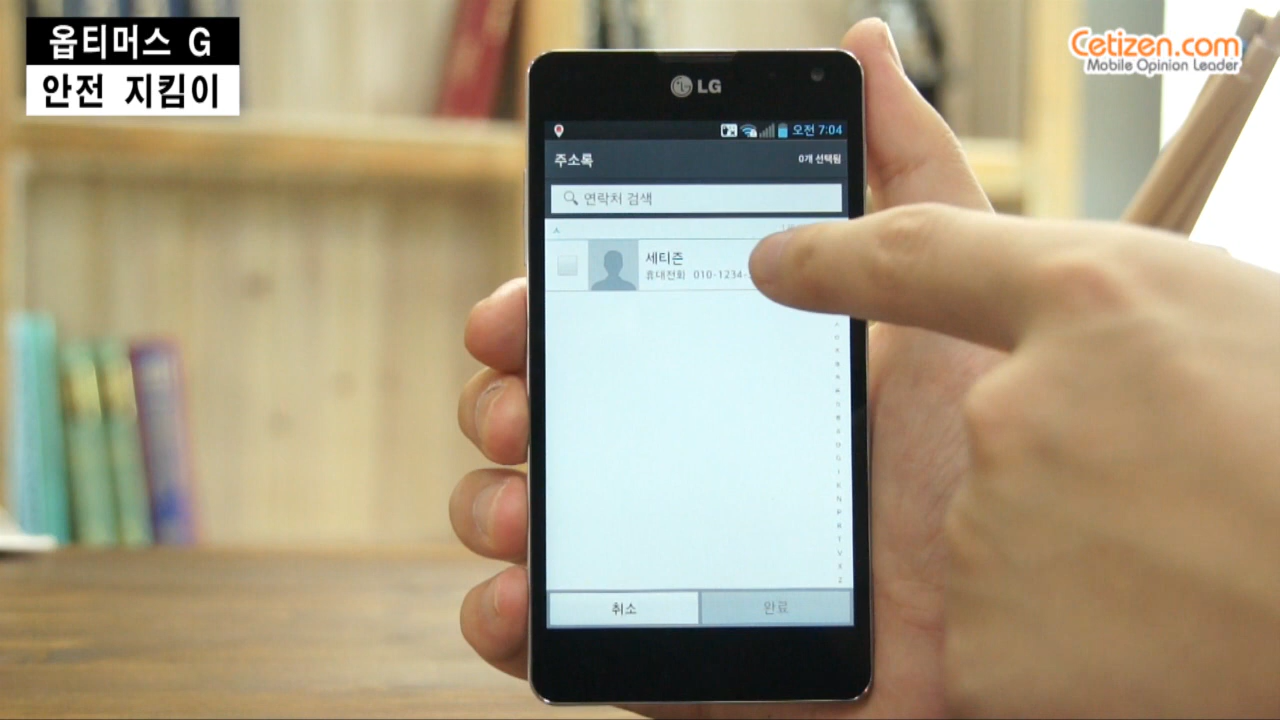 옵티머스 G
안전 지킴이
Cetizen.com
Mobile Opinion Leader
LG
오전 7:04
주소록
0개 선택됨
연락처 검색
ㅅ
세티즌
휴대전화 010-1234-
취소
완료